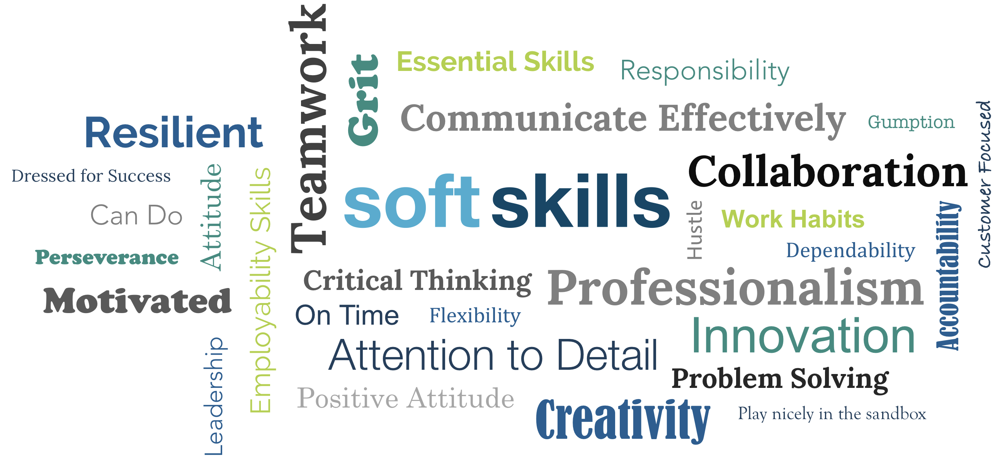 Teamwork
Grit
Essential Skills
Responsibility
Communicate Effectively
Gumption
Customer Focused
Resilient
Dressed for Success
Attitude
Employability Skills
soft skills
Collaboration
Can Do
Hustle
Work Habits
Accountability
Perseverance
Dependability
Motivated
Critical Thinking
Professionalism
On Time
Flexibility
Innovation
Leadership
Attention to Detail
Problem Solving
Positive Attitude
Creativity
Play nicely in the sandbox